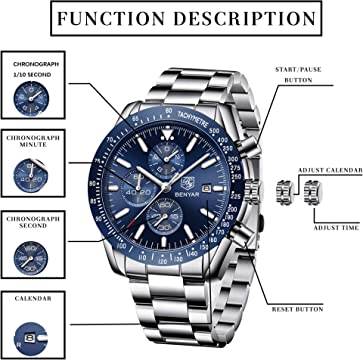 FUNCTION DESCRIPTION
CHRONOGRAPH
1/10 SECOND
START/PAUSE
BUTTON
CHRONOGRAPH
MINUTE
TACHYMETRE
BENYAR
ADJUST CALENDAR
ADJUST TIME
CHRONOGRAPH
SECOND
CALENDAR
RESET BUTTON